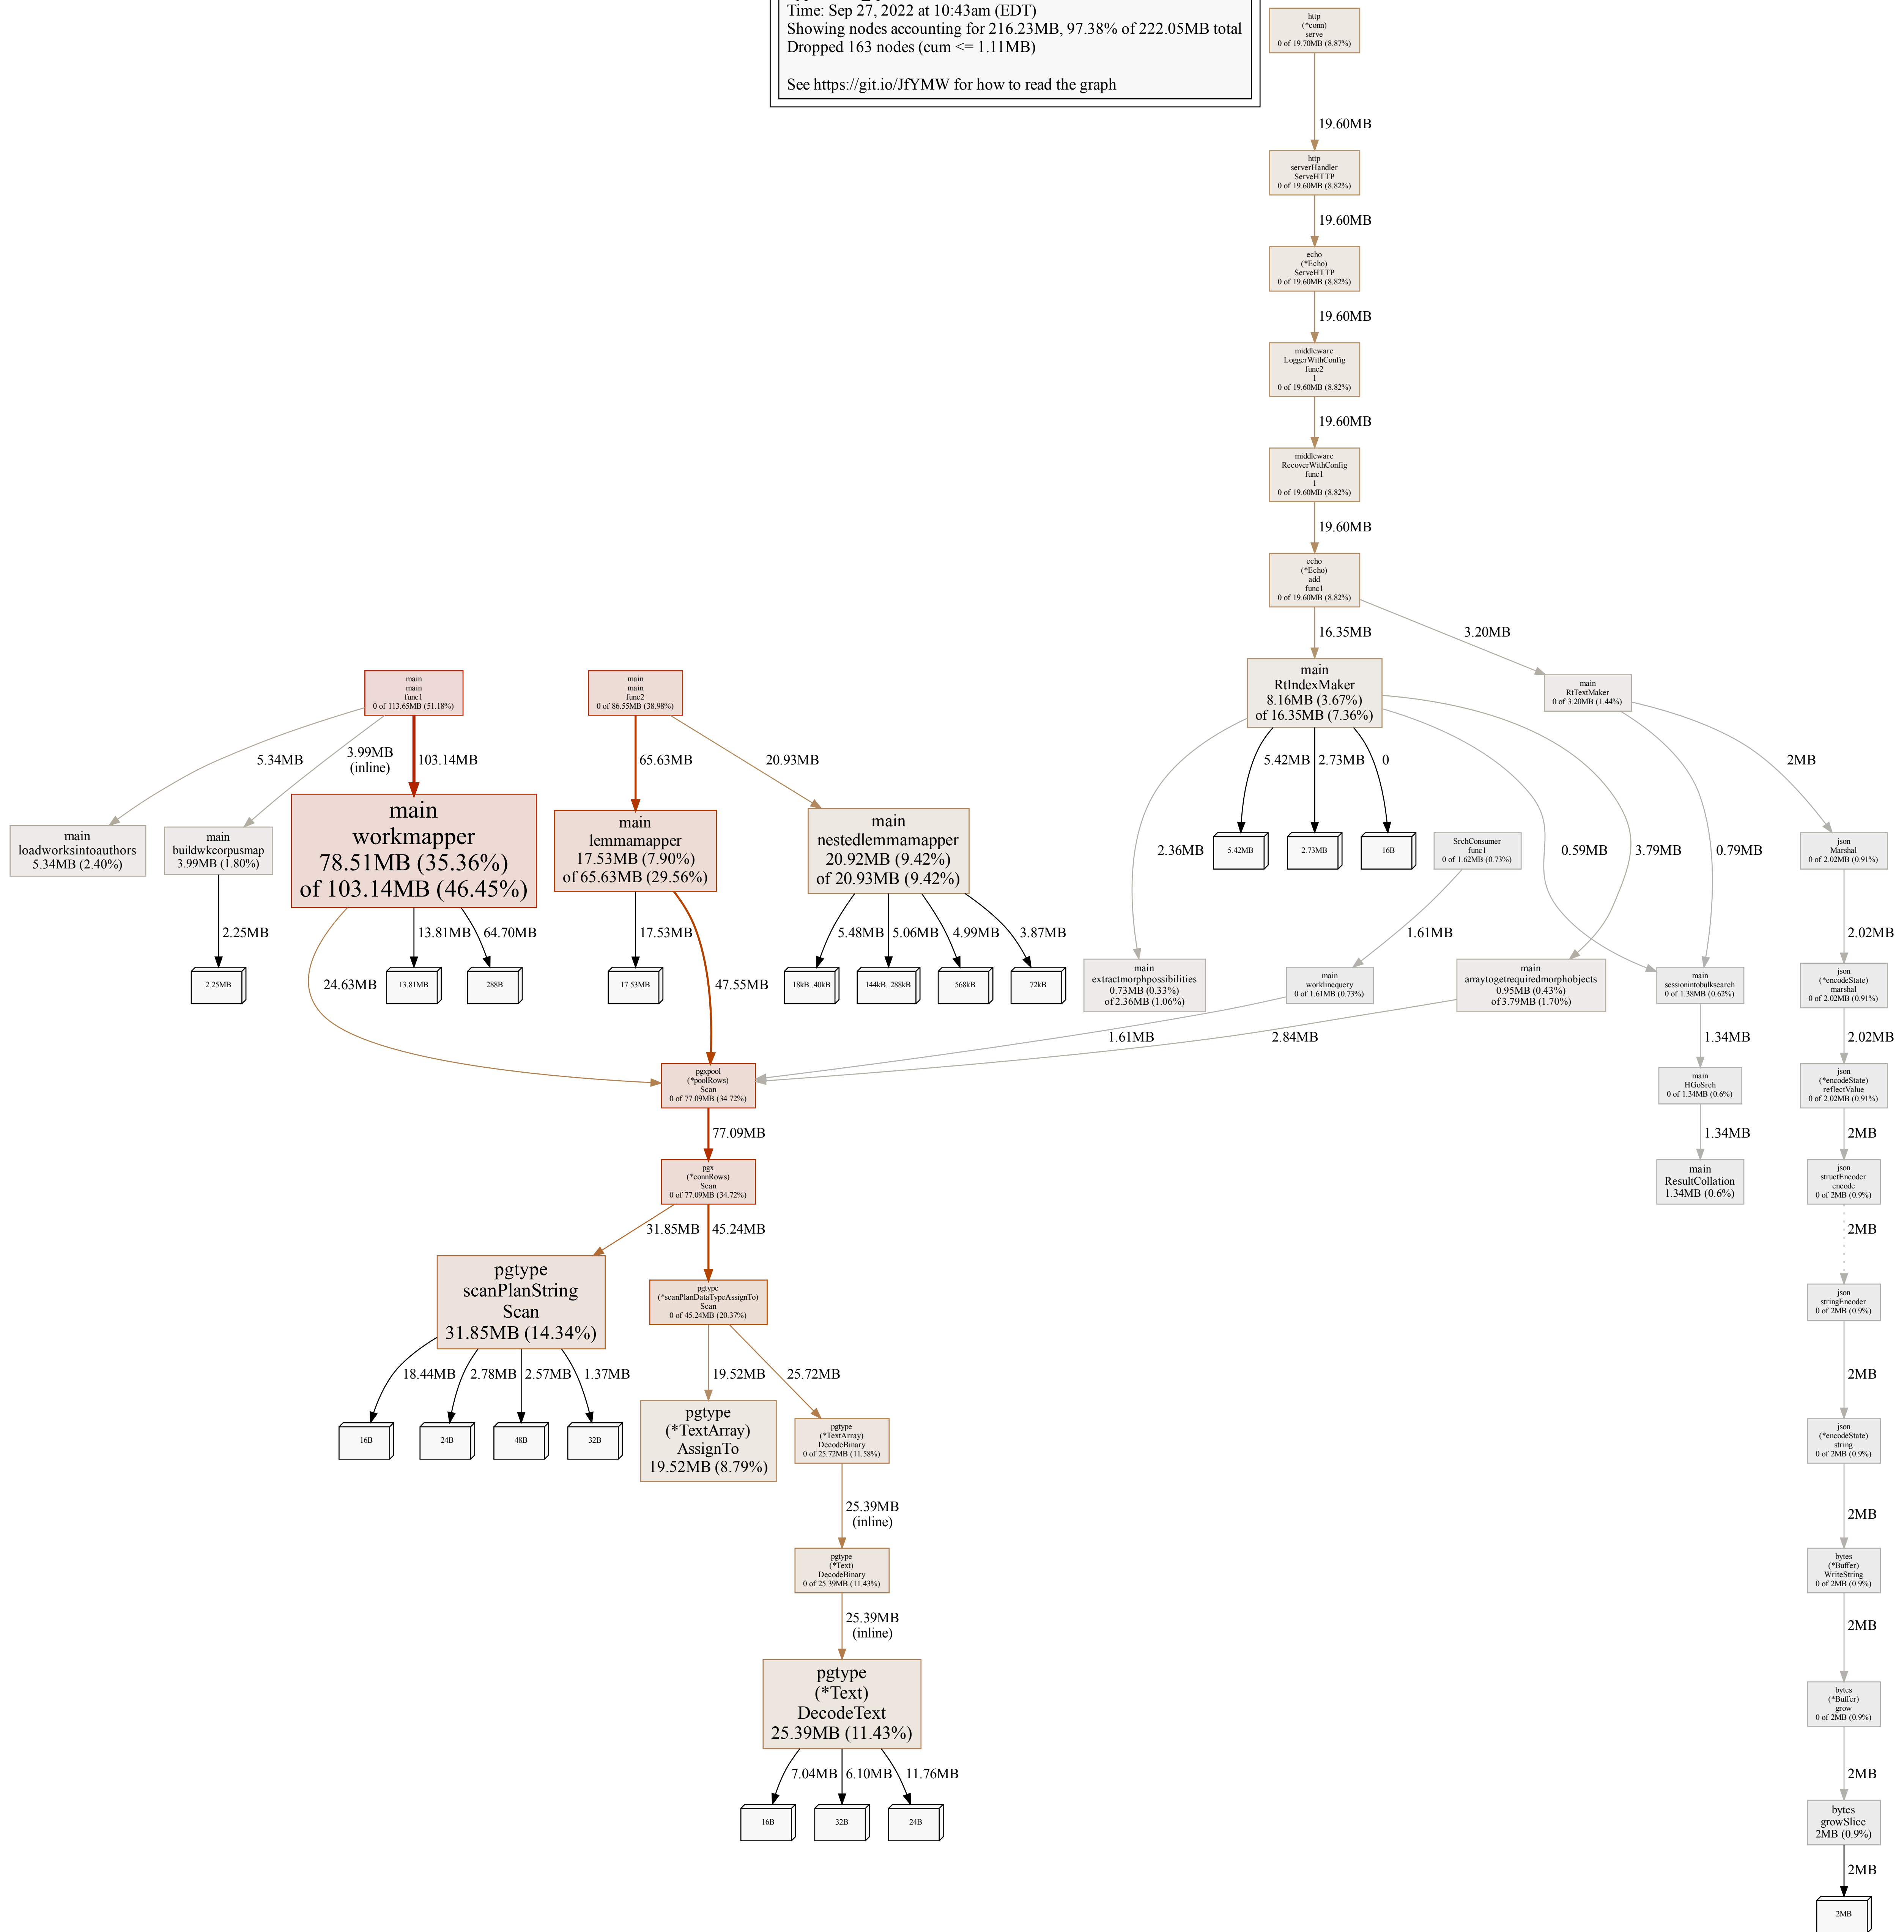 Time: Sep 27, 2022 at 10:43am (EDT)
Showing nodes accounting for 216.23MB, 97.38% of 222.05MB total
Dropped 163 nodes (cum <= 1.11MB)
See https://git.io/JfYMW for how to read the graph
http
(*conn)
serve
0 of 19.70MB (8.87%)
19.60MB
http
serverHandler
ServeHTTP
0 of 19.60MB (8.82%)
19.60MB
echo
(*Echo)
ServeHTTP
0 of 19.60MB (8.82%)
19.60MB
middleware
LoggerWithConfig
func2
1
0 of 19.60MB (8.82%)
19.60MB
middleware
RecoverWithConfig
func1
1
0 of 19.60MB (8.82%)
19.60MB
echo
(*Echo)
add
func1
0 of 19.60MB (8.82%)
16.35MB
3.20MB
main
main
func1
0 of 113.65MB (51.18%)
main
main
func2
0 of 86.55MB (38.98%)
main
RtIndexMaker
8.16MB (3.67%)
of 16.35MB (7.36%)
main
RtTextMaker
0 of 3.20MB (1.44%)
5.34MB
3.99MB
(inline)
103.14MB
65.63MB
20.93MB
2.36MB
5.42MB
2.73MB
0
0.59MB
3.79MB
0.79MB
2MB
main
loadworksintoauthors
5.34MB (2.40%)
main
buildwkcorpusmap
3.99MB (1.80%)
main
workmapper
78.51MB (35.36%)
of 103.14MB (46.45%)
main
lemmamapper
17.53MB (7.90%)
of 65.63MB (29.56%)
main
nestedlemmamapper
20.92MB (9.42%)
of 20.93MB (9.42%)
5.42MB
2.73MB
16B
SrchConsumer
func1
0 of 1.62MB (0.73%)
json
Marshal
0 of 2.02MB (0.91%)
2.25MB
24.63MB
13.81MB
64.70MB
17.53MB
47.55MB
5.48MB
5.06MB
4.99MB
3.87MB
1.61MB
2.02MB
2.25MB
13.81MB
288B
17.53MB
18kB..40kB
144kB..288kB
568kB
72kB
main
extractmorphpossibilities
0.73MB (0.33%)
of 2.36MB (1.06%)
main
worklinequery
0 of 1.61MB (0.73%)
main
arraytogetrequiredmorphobjects
0.95MB (0.43%)
of 3.79MB (1.70%)
main
sessionintobulksearch
0 of 1.38MB (0.62%)
json
(*encodeState)
marshal
0 of 2.02MB (0.91%)
1.61MB
2.84MB
1.34MB
2.02MB
pgxpool
(*poolRows)
Scan
0 of 77.09MB (34.72%)
main
HGoSrch
0 of 1.34MB (0.6%)
json
(*encodeState)
reflectValue
0 of 2.02MB (0.91%)
77.09MB
1.34MB
2MB
pgx
(*connRows)
Scan
0 of 77.09MB (34.72%)
main
ResultCollation
1.34MB (0.6%)
json
structEncoder
encode
0 of 2MB (0.9%)
31.85MB
45.24MB
2MB
pgtype
scanPlanString
Scan
31.85MB (14.34%)
pgtype
(*scanPlanDataTypeAssignTo)
Scan
0 of 45.24MB (20.37%)
json
stringEncoder
0 of 2MB (0.9%)
18.44MB
2.78MB
2.57MB
1.37MB
19.52MB
25.72MB
2MB
16B
24B
48B
32B
pgtype
(*TextArray)
AssignTo
19.52MB (8.79%)
pgtype
(*TextArray)
DecodeBinary
0 of 25.72MB (11.58%)
json
(*encodeState)
string
0 of 2MB (0.9%)
25.39MB
(inline)
2MB
pgtype
(*Text)
DecodeBinary
0 of 25.39MB (11.43%)
bytes
(*Buffer)
WriteString
0 of 2MB (0.9%)
25.39MB
(inline)
2MB
pgtype
(*Text)
DecodeText
25.39MB (11.43%)
bytes
(*Buffer)
grow
0 of 2MB (0.9%)
7.04MB
6.10MB
11.76MB
2MB
16B
32B
24B
bytes
growSlice
2MB (0.9%)
2MB
2MB